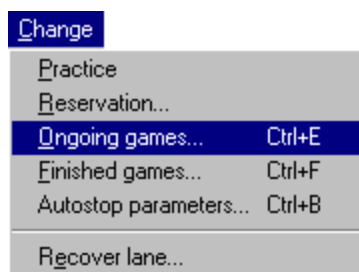 Change
Practice
Reservation...
Ongoing games... Ctrl+E
Finished games... Ctrl+F
Autostop parameters... Ctrl+B
Recover lane...